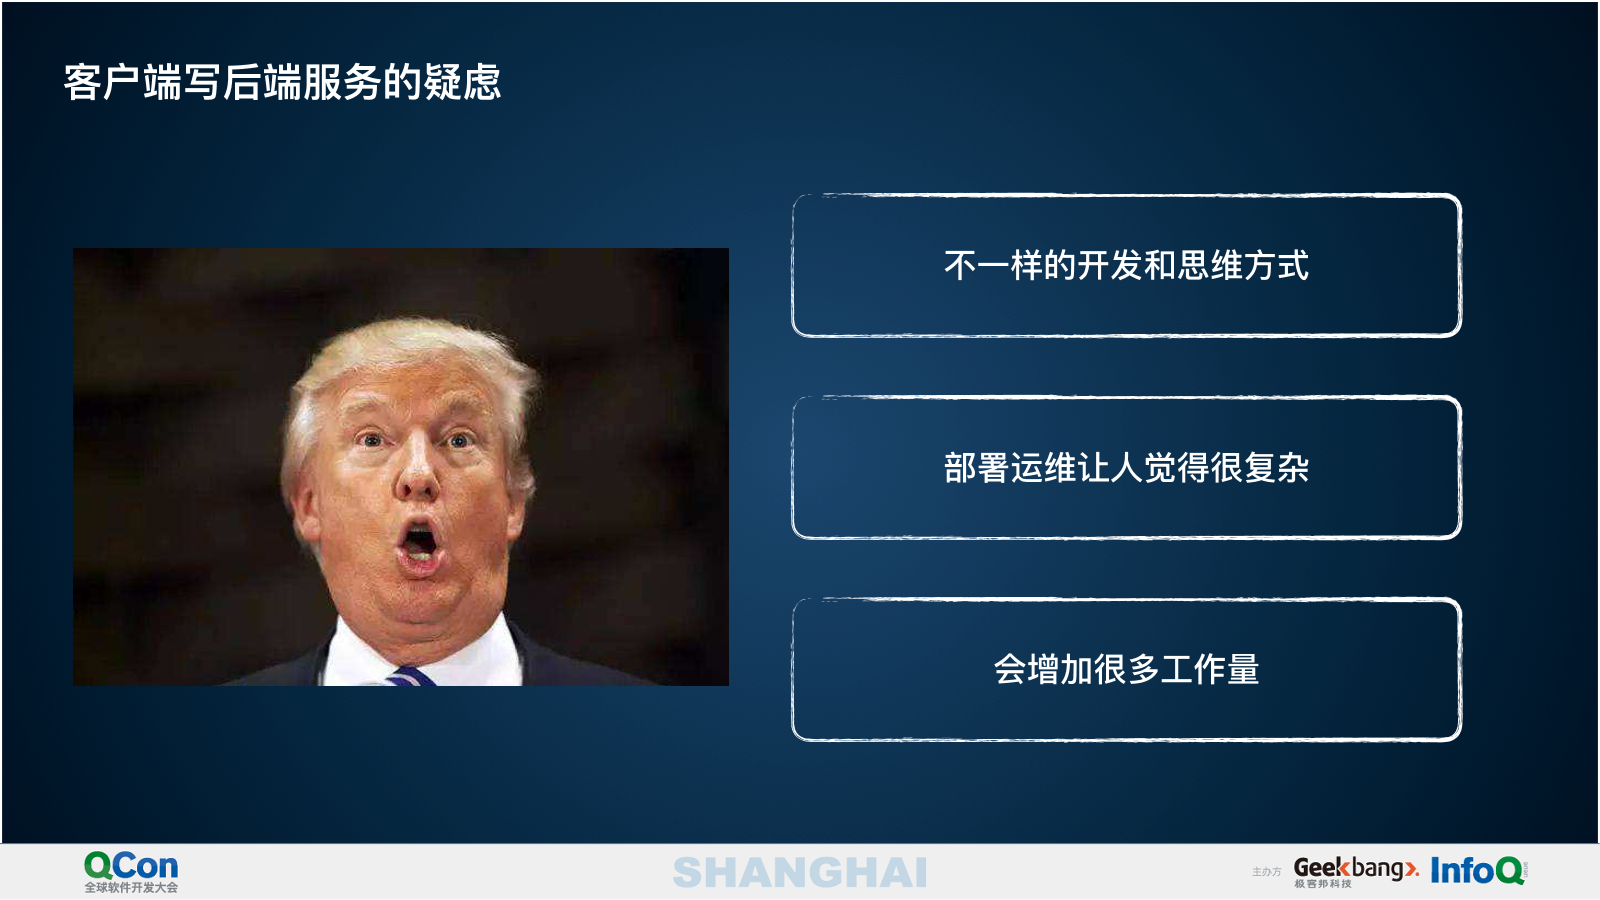 客户端写后端服务的疑虑
不一样的开发和思维方式
部署运维让人觉得很复杂
会增加很多工作量
QCon
全球软件开发大会
SHANGHAI
主办方
Geekbang>.
极客邦科技
InfoQ